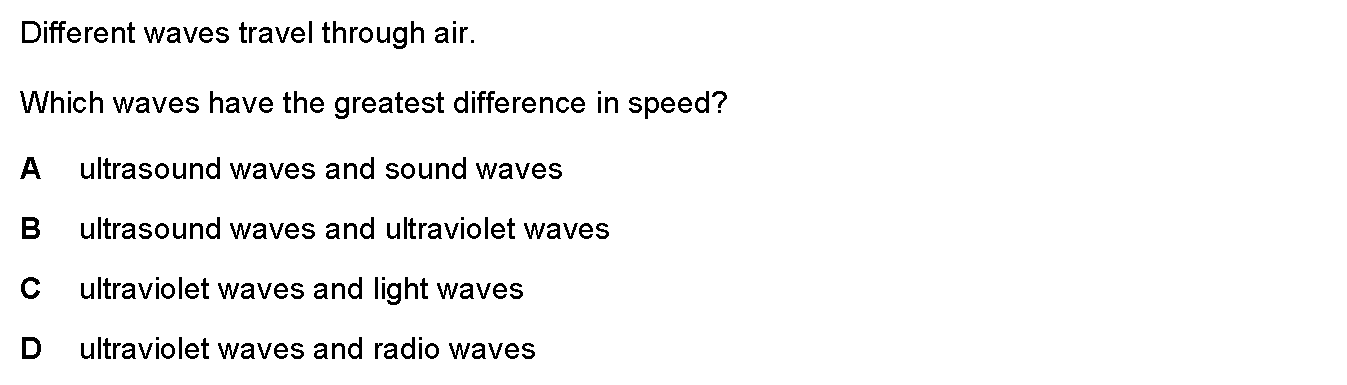 Different waves travel through air.
Which waves have the greatest difference in speed?
A ultrasound waves and sound waves
B ultrasound waves and ultraviolet waves
C ultraviolet waves and light waves
D ultraviolet waves and radio waves